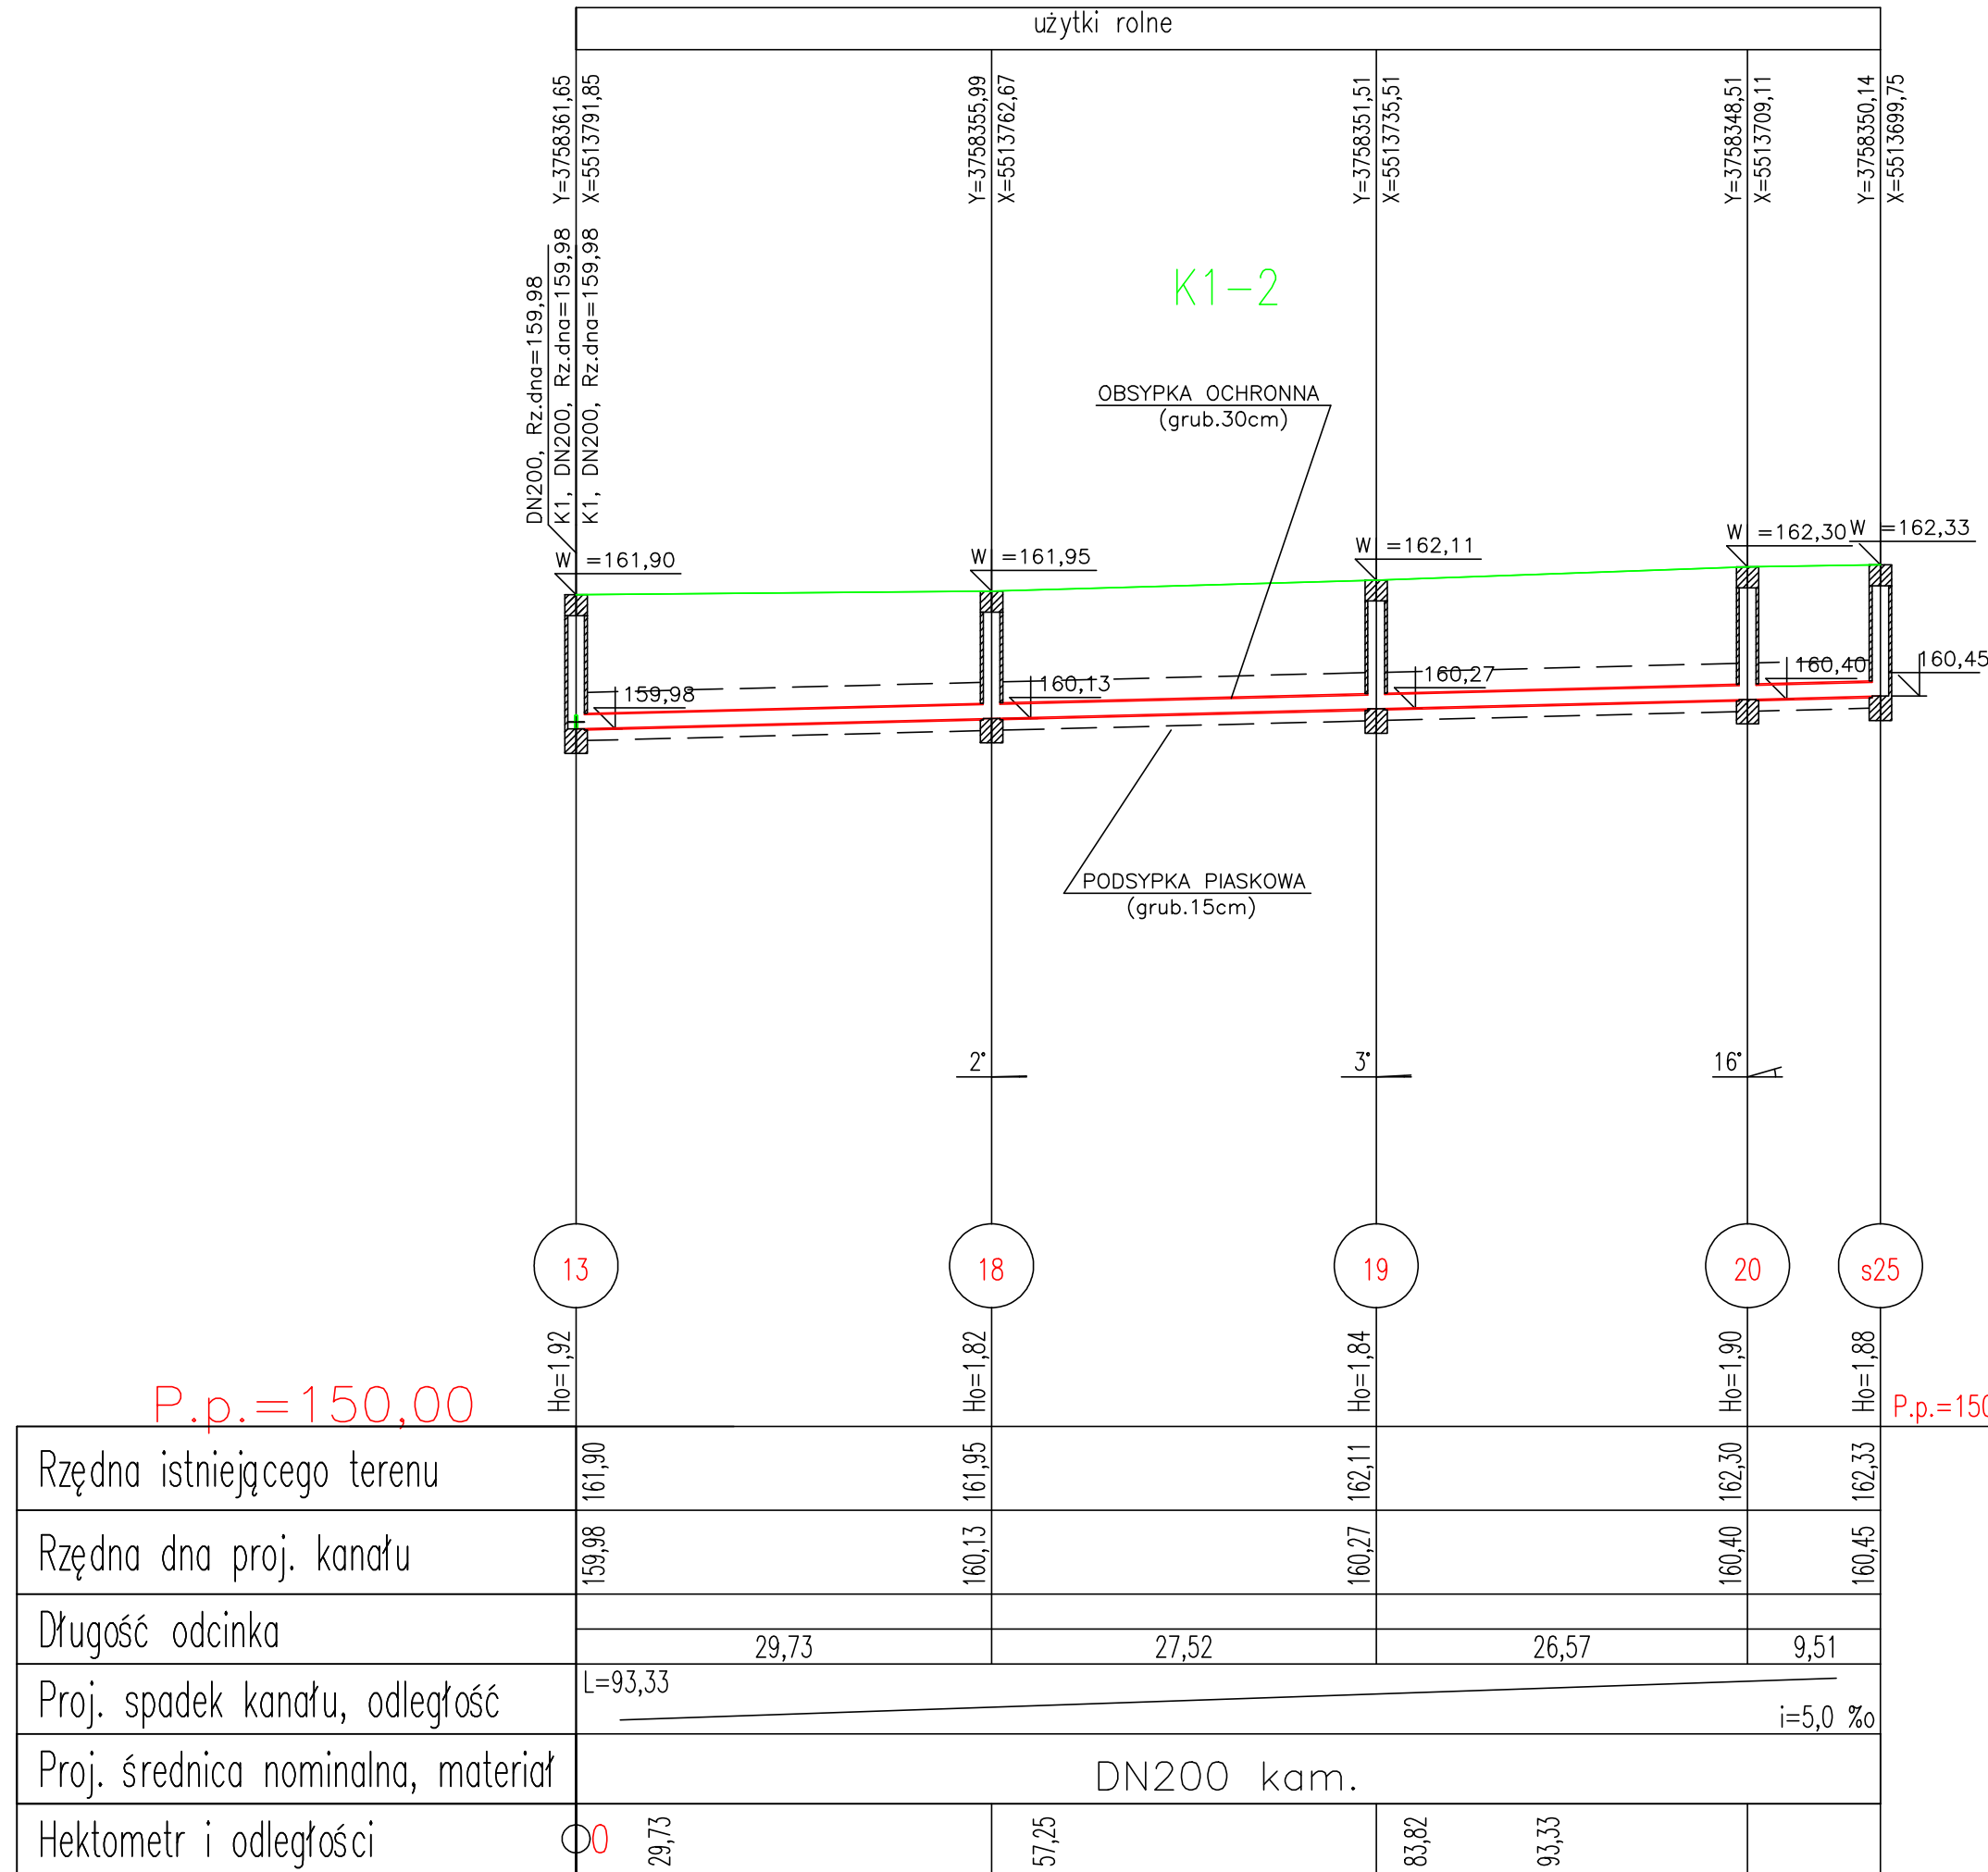 użytki rolne
Y=3758361,65
X=5513791,85
Y=3758355,99
X=5513762,67
Y=3758351,51
X=5513735,51
Y=3758348,51
X=5513709,11
Y=3758350,14
X=5513699,75
DN200, Rz.dna=159,98
K1, DN200, Rz.dna=159,98
K1, DN200, Rz.dna=159,98
K1-2
OBSYPKA OCHRONNA
(grub.30cm)
W =161,90
W =161,95
W =162,11
W =162,30
W =162,33
159,98
160,13
160,27
160,40
160,45
PODSYPKA PIASKOWA
(grub.15cm)
2°
3°
16°
13
18
19
20
s25
Ho=1,92
Ho=1,82
Ho=1,84
Ho=1,90
Ho=1,88
P.p.=150,00
P.p.=150
Rzędna istniejącego terenu
161,90
161,95
162,11
162,30
162,33
Rzędna dna proj. kanału
159,98
160,13
160,27
160,40
160,45
Długość odcinka
29,73
27,52
26,57
9,51
Proj. spadek kanału, odległość
L=93,33
i=5,0 ‰
Proj. średnica nominalna, materiał
DN200 kam.
Hektometr i odległości
0
29,73
57,25
83,82
93,33